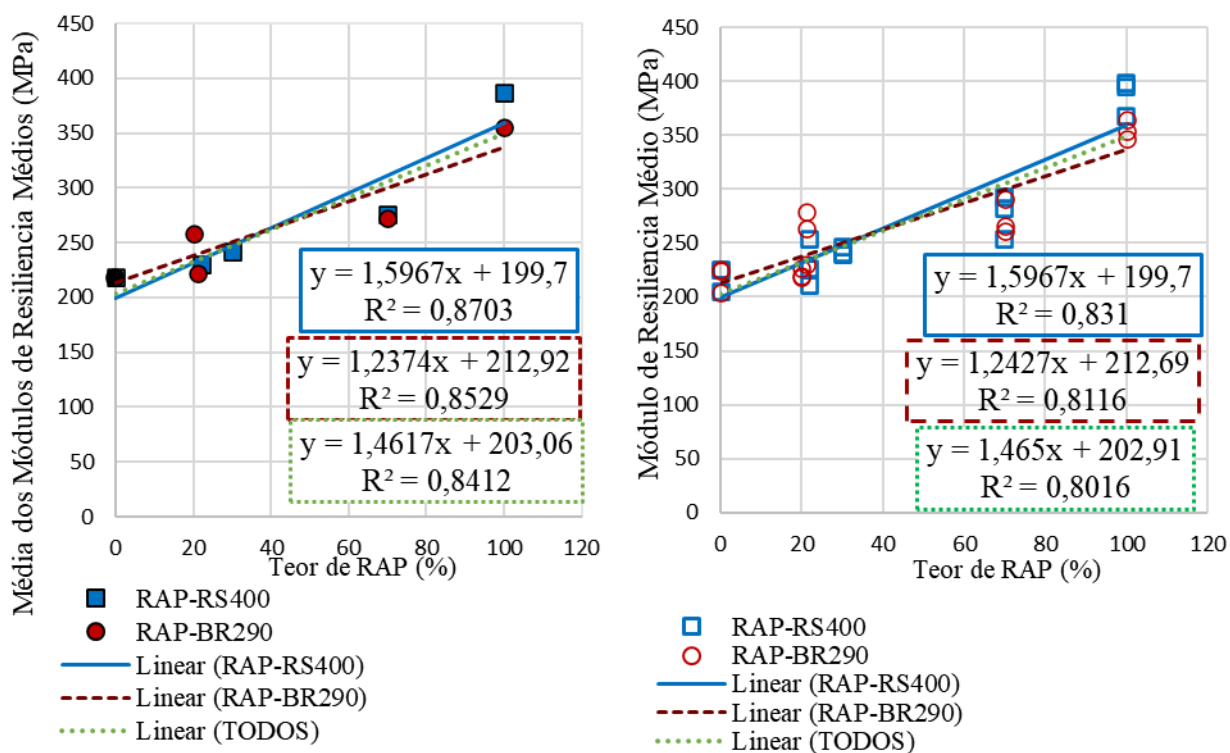 Média dos Módulos de Resiliencia Médios (MPa)
450
400
350
300
250
200
150
100
50
0
y = 1,5967x + 199,7
R² = 0,8703
y = 1,2374x + 212,92
R² = 0,8529
y = 1,4617x + 203,06
R² = 0,8412
0 20 40 60 80 100 120
Teor de RAP (%)
RAP-RS400
RAP-BR290
Linear (RAP-RS400)
Linear (RAP-BR290)
Linear (TODOS)
Módulo de Resiliencia Médio (MPa)
450
400
350
300
250
200
150
100
50
0
y = 1,5967x + 199,7
R² = 0,831
y = 1,2427x + 212,69
R² = 0,8116
y = 1,465x + 202,91
R² = 0,8016
0 20 40 60 80 100 120
Teor de RAP (%)
RAP-RS400
RAP-BR290
Linear (RAP-RS400)
Linear (RAP-BR290)
Linear (TODOS)